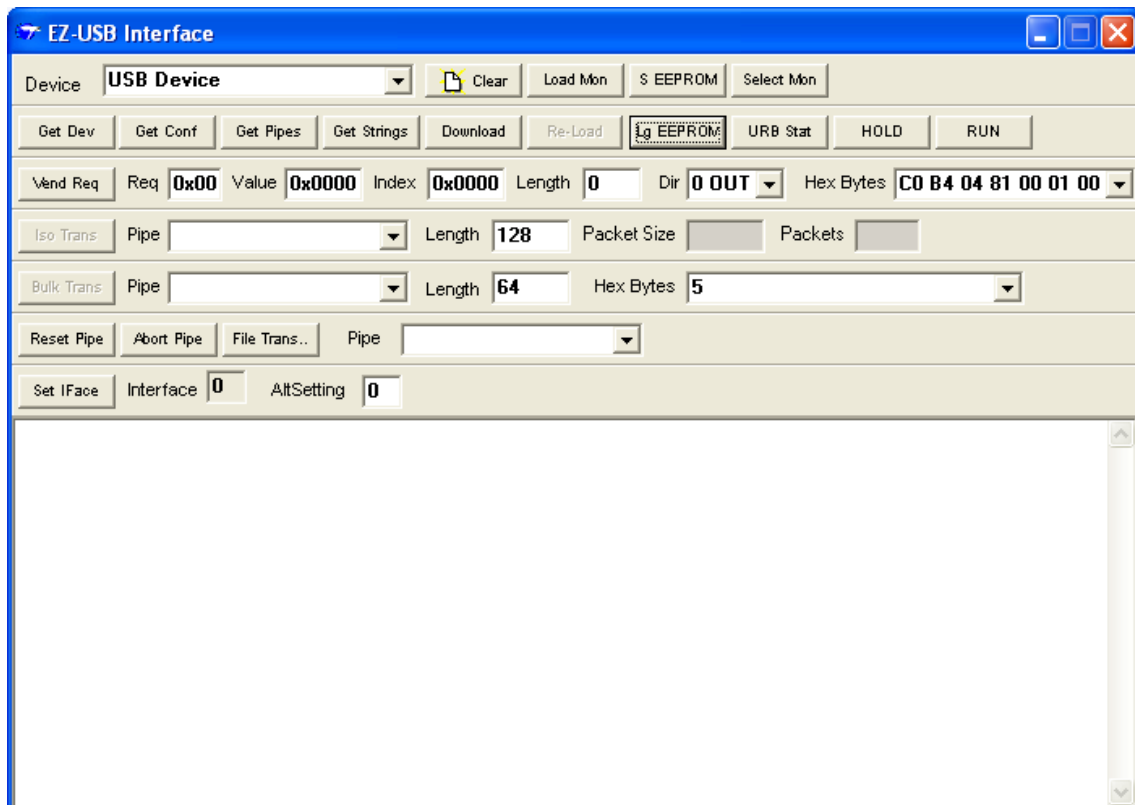 EZ-USB Interface
Device USB Device Clear Load Mon S EEPROM Select Mon
Get Dev Get Conf Get Pipes Get Strings Download Re-Load Lg EEPROM URB Stat HOLD RUN
Vend Req Req 0x00 Value 0x0000 Index 0x0000 Length 0 Dir 0 OUT Hex Bytes C0 B4 04 81 00 01 00
Iso Trans Pipe Length 128 Packet Size Packets
Bulk Trans Pipe Length 64 Hex Bytes 5
Reset Pipe Abort Pipe File Trans.. Pipe
Set IFace Interface 0 AltSetting 0